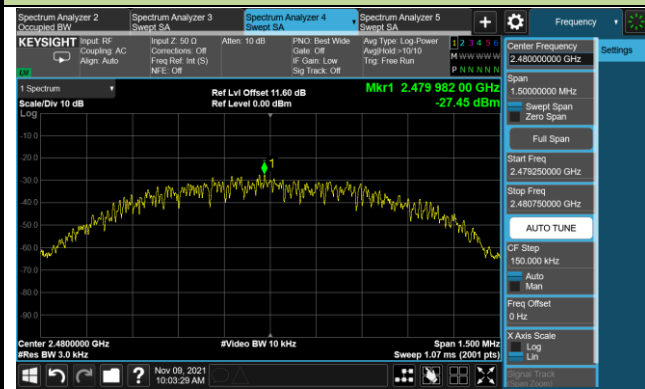 Spectrum Analyzer 2
Occupied BW
Spectrum Analyzer 3
Swept SA
Spectrum Analyzer 4
Swept SA
Spectrum Analyzer 5
Swept SA
+
Frequency
KEYSIGHT
Input: RF
Coupling: AC
Align: Auto
Input Z: 50 Ω
Corrections: Off
Freq Ref: Int (S)
NFE: Off
Atten: 10 dB
PNO: Best Wide
Gate: Off
IF Gain: Low
Sig Track: Off
Avg Type: Log-Power
Avg|Hold:>10/10
Trig: Free Run
1 2 3 4 5 6
M W W W W W
P N N N N N
LVI
1 Spectrum
Scale/Div 10 dB
Log
Ref Lvl Offset 11.60 dB
Ref Level 0.00 dBm
Mkr1 2.479 982 00 GHz
-27.45 dBm
1
-10.0
-20.0
-30.0
-40.0
-50.0
-60.0
-70.0
-80.0
-90.0
Center 2.4800000 GHz
#Res BW 3.0 kHz
#Video BW 10 kHz
Span 1.500 MHz
Sweep 1.07 ms (2001 pts)
Nov 09, 2021
10:03:29 AM
Center Frequency
2.480000000 GHz
Span
1.50000000 MHz
Swept Span
Zero Span
Full Span
Start Freq
2.479250000 GHz
Stop Freq
2.480750000 GHz
AUTO TUNE
CF Step
150.000 kHz
Auto
Man
Freq Offset
0 Hz
X Axis Scale
Log
Lin
Signal Track
(Span Zoom)
Settings